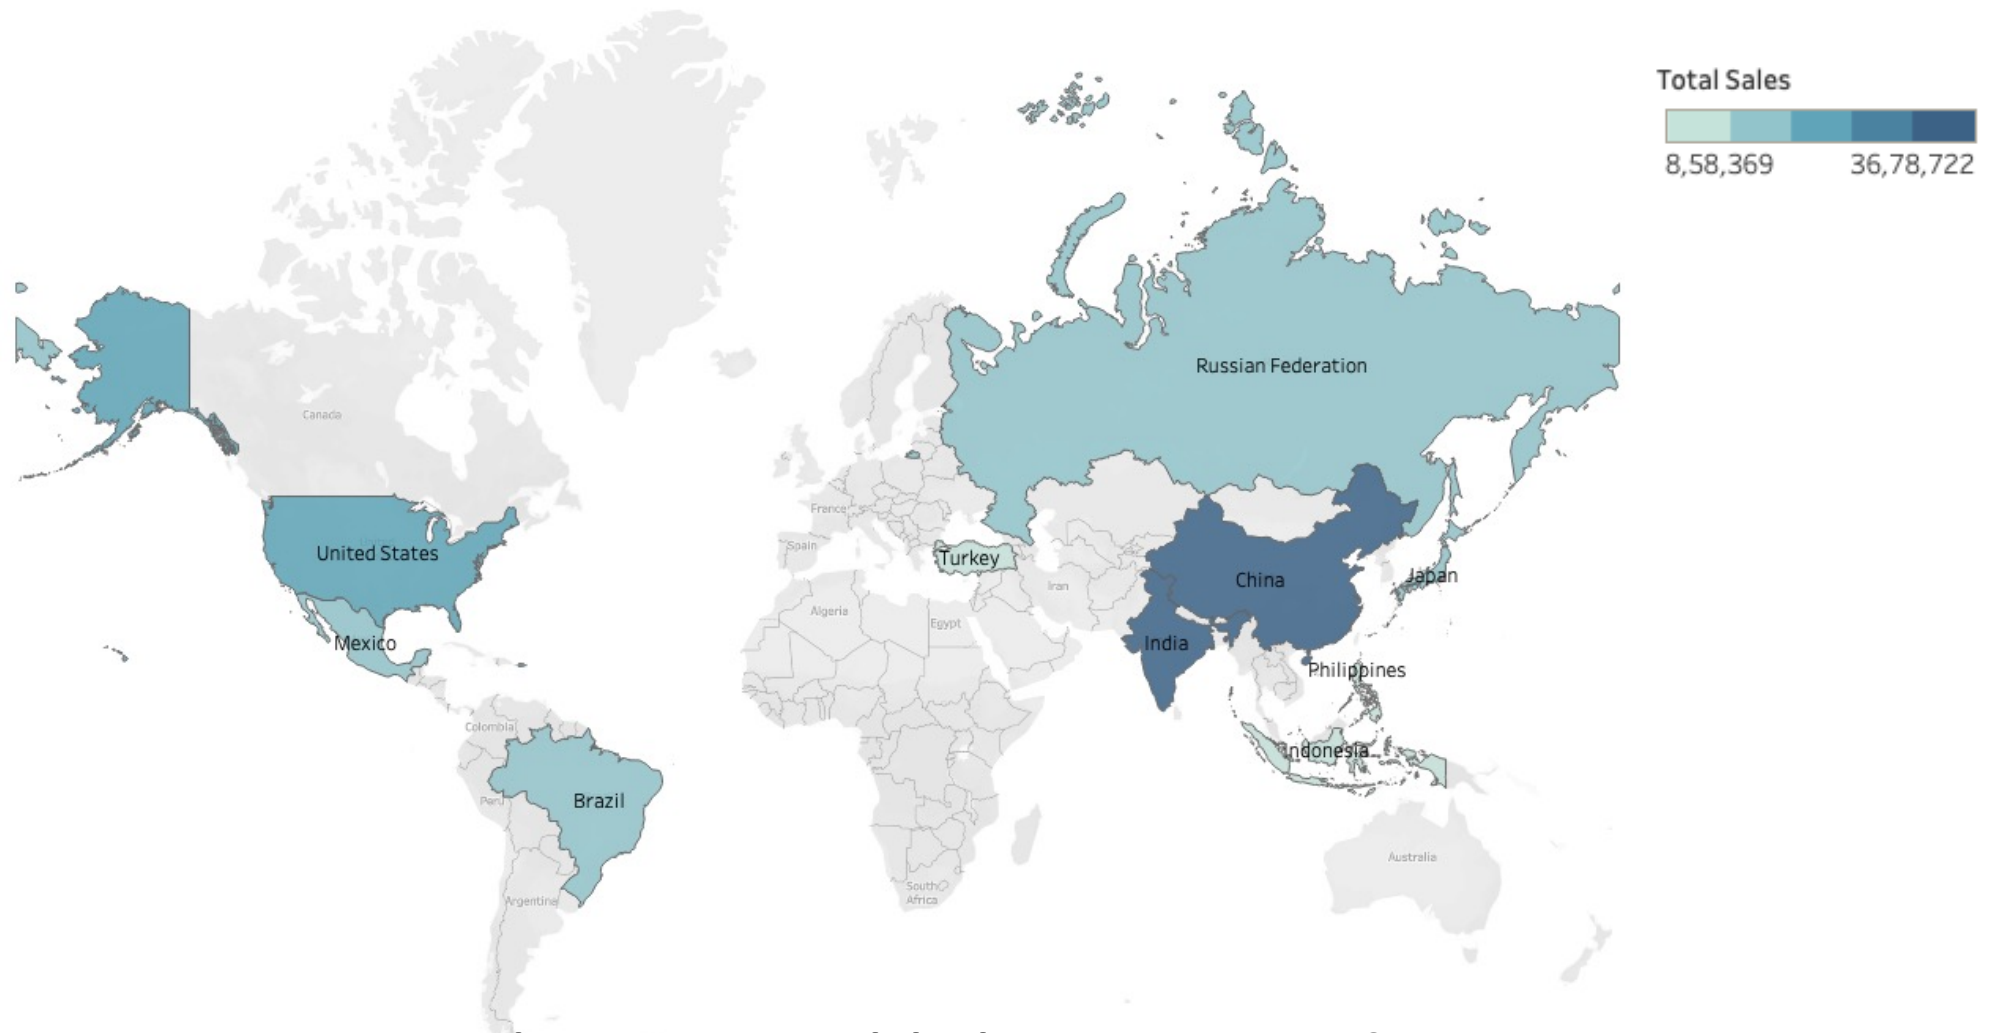 Total Sales
8,58,369 36,78,722
Russian Federation
Canada
France
United States
Spain
Turkey
Iran
China
Japan
Algeria
Egypt
Mexico
India
Philippines
Colombia
Indonesia
Brazil
Peru
Australia
South
Africa
Argentina